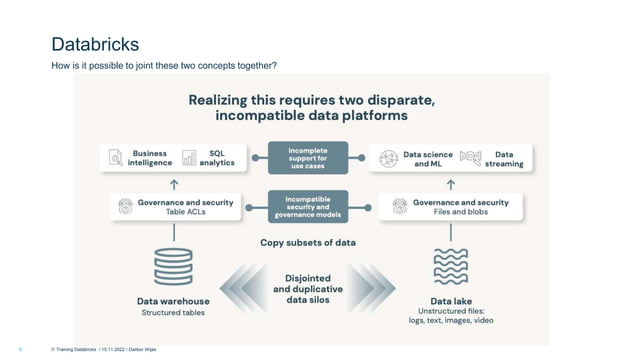 Databricks
How is it possible to joint these two concepts together?
Realizing this requires two disparate,
incompatible data platforms
Business
intelligence
SQL
analytics
Incomplete
support for
use cases
Data science
and ML
Data
streaming
Governance and security
Table ACLs
Incompatible
security and
governance models
Governance and security
Files and blobs
Copy subsets of data
Disjointed
and duplicative
data silos
Data warehouse
Structured tables
Data lake
Unstructured files:
logs, text, images, video
/// Training Databricks / 15.11.2022 / Dalibor Wijas